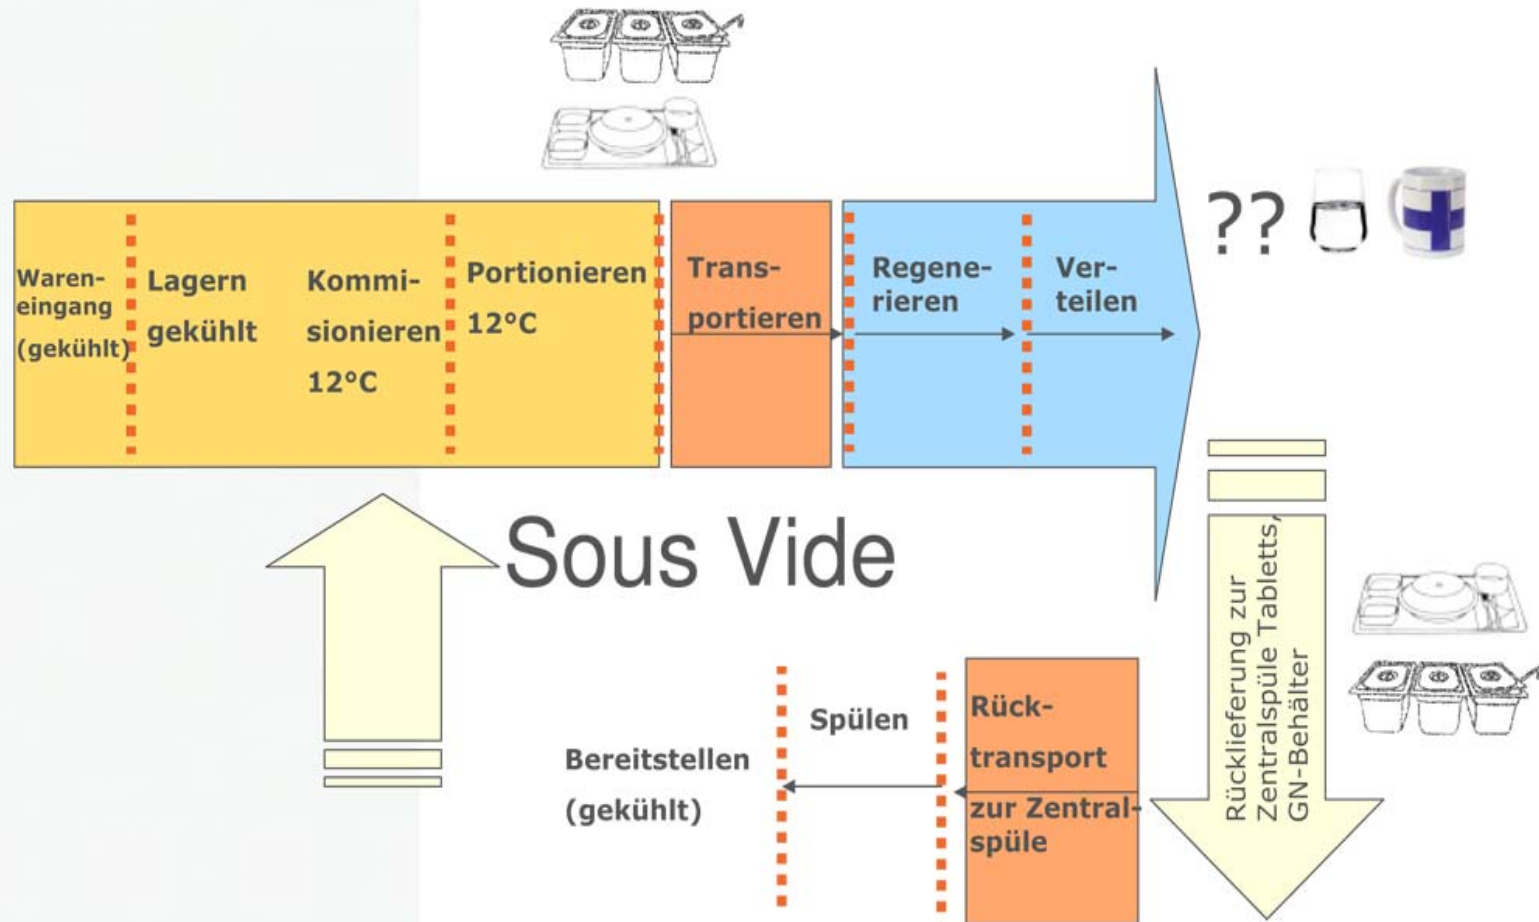 Waren-
eingang
(gekühlt)
Lagern
gekühlt
Kommi-
sionieren
12°C
Portionieren
12°C
Trans-
portieren
Regene-
rieren
Ver-
teilen
??
Sous Vide
Rücklieferung zur
Zentralspüle Tabletts,
GN-Behälter
Rück-
transport
zur Zentral-
spüle
Spülen
Bereitstellen
(gekühlt)